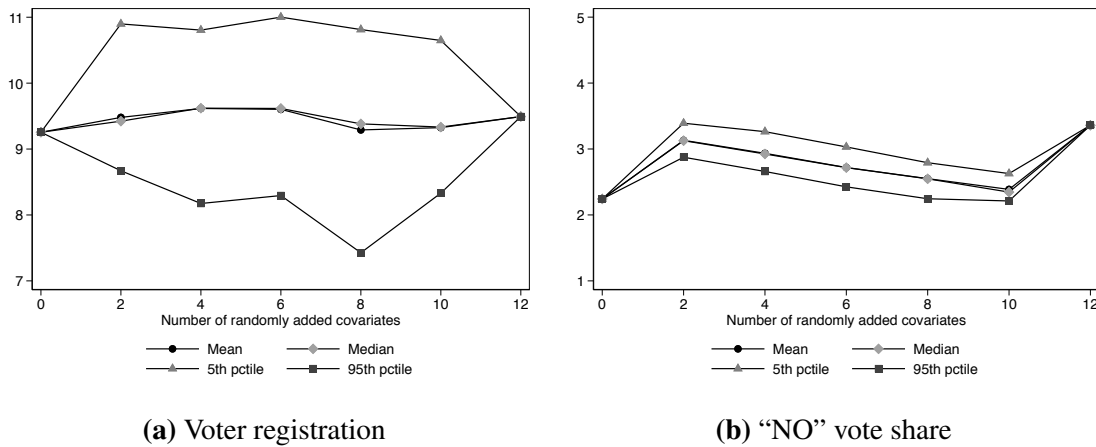 11
10
9
8
7
0 2 4 6 8 10 12
Number of randomly added covariates
Mean Median
5th pctile 95th pctile
(a) Voter registration
5
4
3
2
1
0 2 4 6 8 10 12
Number of randomly added covariates
Mean Median
5th pctile 95th pctile
(b) “NO” vote share